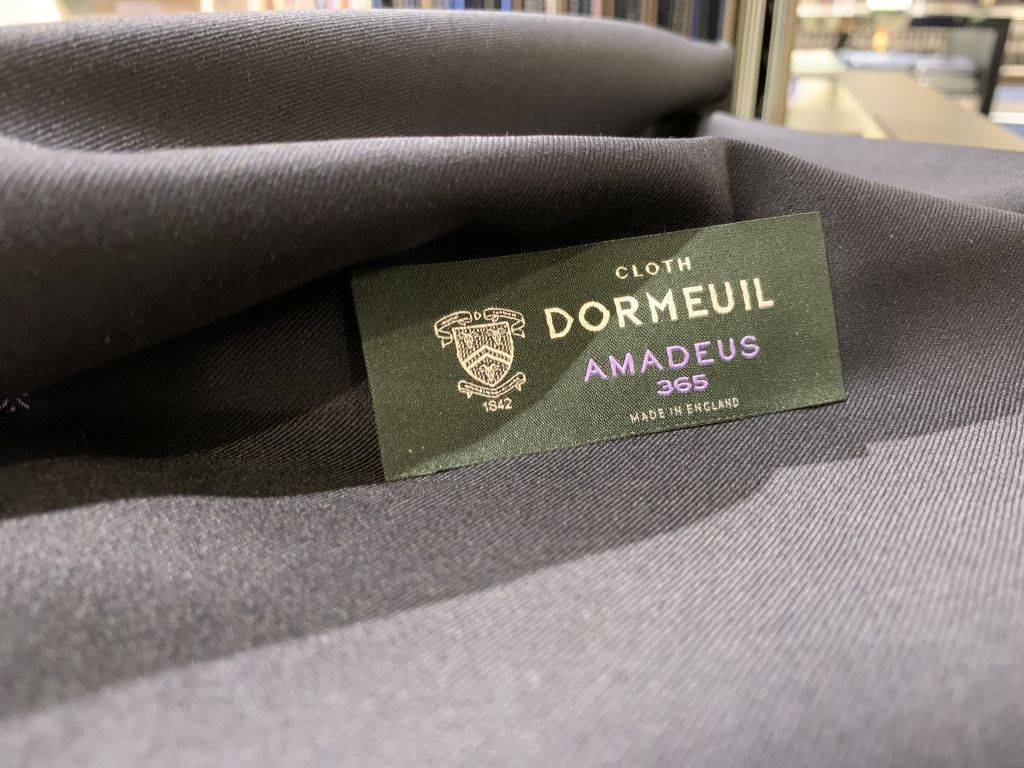 CLOTH
DORMEUIL
AMADEUS
365
MADE IN ENGLAND
1842